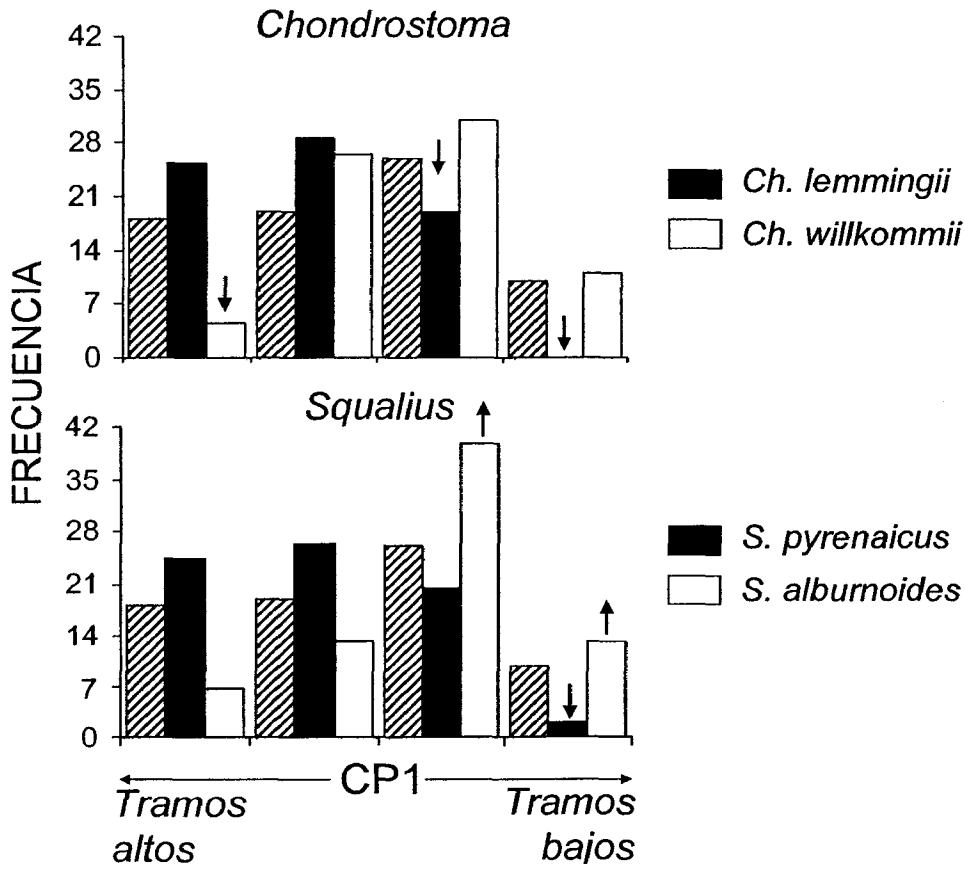 Chondrostoma
42
35
28
21
14
7
0
Ch. lemmingii
Ch. willkommii
FRECUENCIA
Squalius
42
35
28
21
14
7
0
S. pyrenaicus
S. alburnoides
CP1
Tramos altos
Tramos bajos